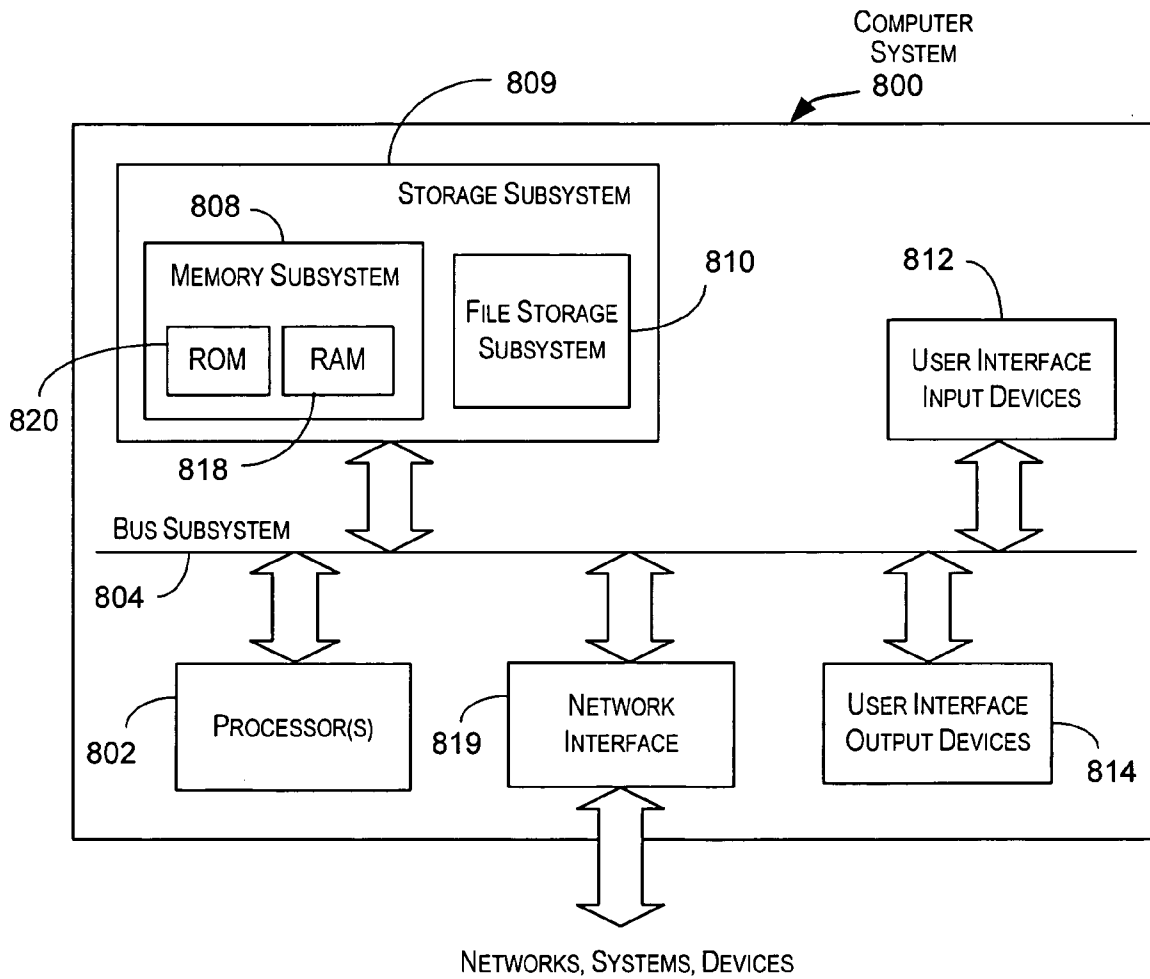 COMPUTER
SYSTEM
800
809
STORAGE SUBSYSTEM
808
MEMORY SUBSYSTEM
ROM
RAM
820
818
FILE STORAGE
SUBSYSTEM
810
812
USER INTERFACE
INPUT DEVICES
BUS SUBSYSTEM
804
PROCESSOR(S)
802
NETWORK
INTERFACE
819
USER INTERFACE
OUTPUT DEVICES
814
NETWORKS, SYSTEMS, DEVICES